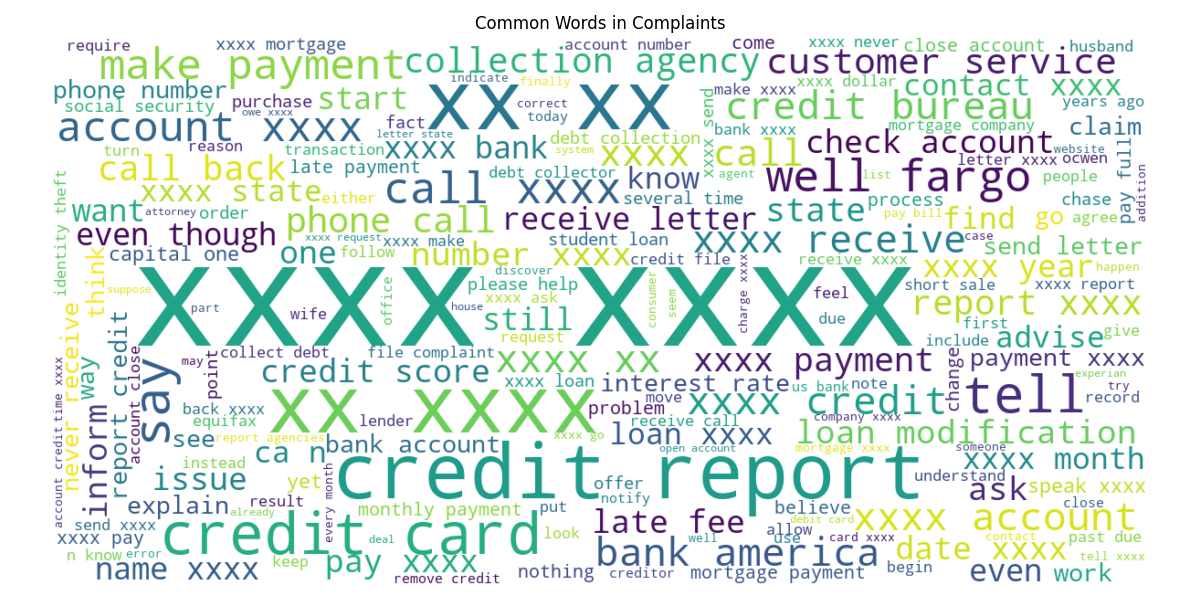 Common Words in Complaints
require
xxxx mortgage
account number
come
xxxx never
close account
husband
make payment
collection agency
customer service
indicate
finally
xxxx dollar
contact xxxx
phone number
social security
purchase
start
XX XX
correct
today
make xxxx
send
credit bureau
years ago
owe xxxx
fact
account xxxx
letter state
debt collection
bank xxxx
mortgage company
claim
turn
reason
transaction
xxxx bank
system
xxxx
xxxx
call
check account
website
call back
late payment
debt collector
agent
well fargo
list
letter xxxx
ocwen
people
pay full
addition
identity theft
xxxx state
either
call xxxx
know
several time
state
process
chase
want
attorney
order
phone call
receive letter
pay bill
find go
agree
even though
xxxx request
xxxx make
student loan
xxxx receive
case
send letter
capital one
one
follow
number xxxx
credit file
receive xxxx
xxxx year
happen
think
discover
please help
consumer
seem
charge xxxx
short sale
xxxx report
suppose
part
XXXX XXXX
office
house
xxxx ask
feel
report xxxx
wife
still
due
first
give
request
include
advise
never receive
time xxxx
way
report credit
account close
say
may
point
collect debt
file complaint
xxxx xx
xxxx payment
change
payment xxxx
experian
credit score
xxxx loan
interest rate
us bank
note
tell
try
record
back xxxx
XX XXXX
move
xxxx
credit
equifax
lender
problem
receive call
company xxxx
account credit
inform
see
report agencies
bank account
xxxx go
loan xxxx
loan modification
ca n
open account
mortgage xxxx
someone
instead
issue
yet
every month
credit report
xxxx month
offer
understand
ask
speak xxxx
notify
explain
result
monthly payment
put
believe
close
already
late fee
debit card
xxxx account
send xxxx
credit card
look
allow
contact
past due
xxxx pay
deal
well
use
card xxxx
n know
error
keep
pay xxxx
bank america
date xxxx
tell xxxx
name xxxx
remove credit
nothing
creditor
mortgage payment
begin
even
work